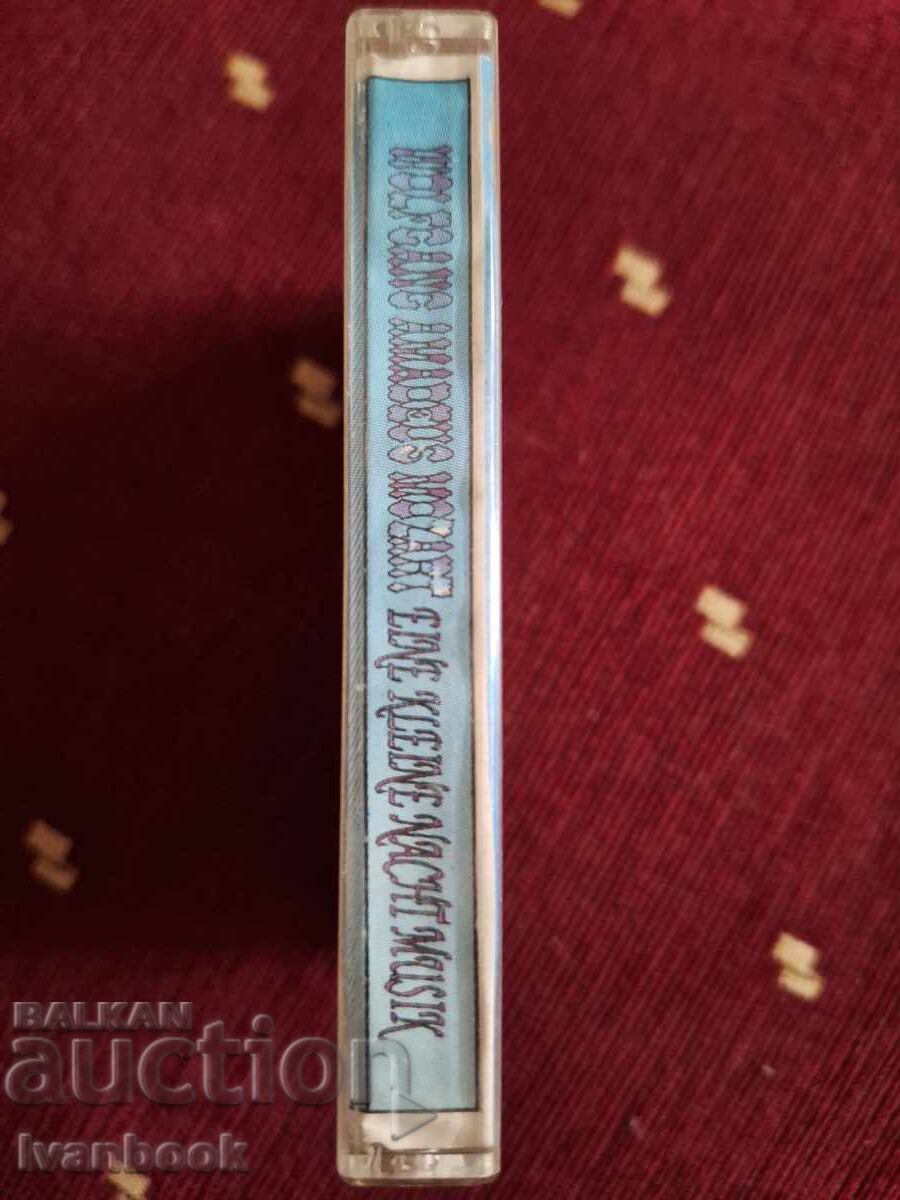 WOLFGANG AMADEUS MOZART EINE KLEINE NACHT MUSIK
BALKAN
auction
Ivanbook